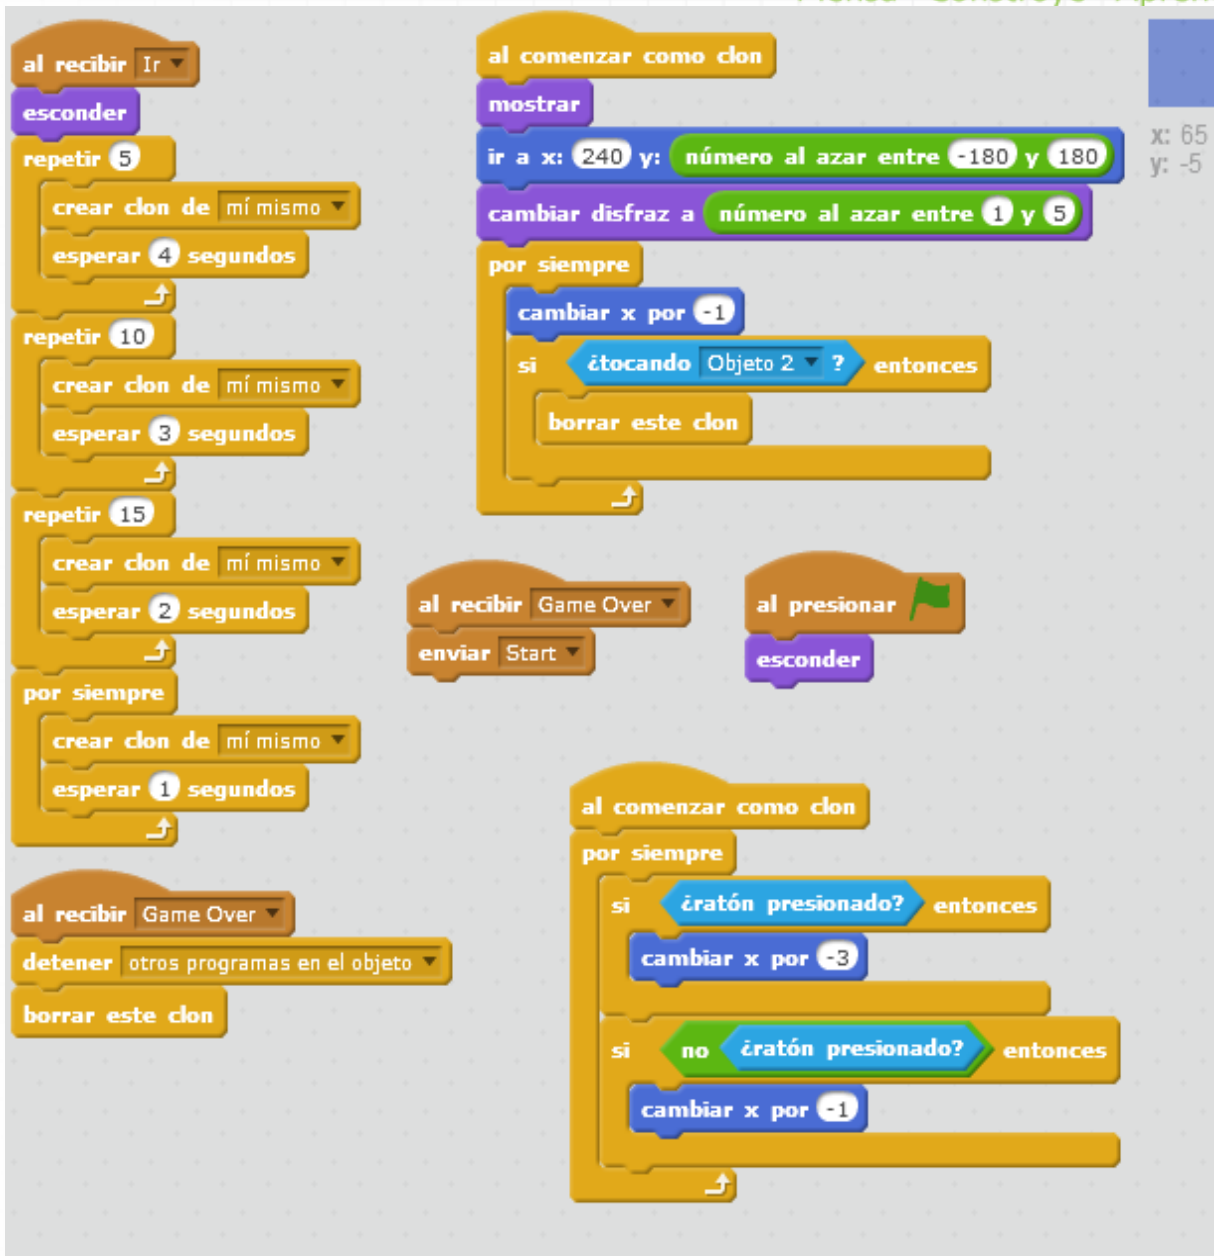 al recibir Ir
esconder
repetir 5
crear clon de mí mismo
esperar 4 segundos
repetir 10
crear clon de mí mismo
esperar 3 segundos
repetir 15
crear clon de mí mismo
esperar 2 segundos
por siempre
crear clon de mí mismo
esperar 1 segundos
al recibir Game Over
detener otros programas en el objeto
borrar este clon
al comenzar como clon
mostrar
ir a x: 240 y: número al azar entre -180 y 180
cambiar disfraz a número al azar entre 1 y 5
por siempre
cambiar x por -1
si ¿tocando Objeto 2 ? entonces
borrar este clon
al recibir Game Over
enviar Start
al presionar
esconder
al comenzar como clon
por siempre
si ¿ratón presionado? entonces
cambiar x por -3
si no ¿ratón presionado? entonces
cambiar x por -1
x: 65
y: -5